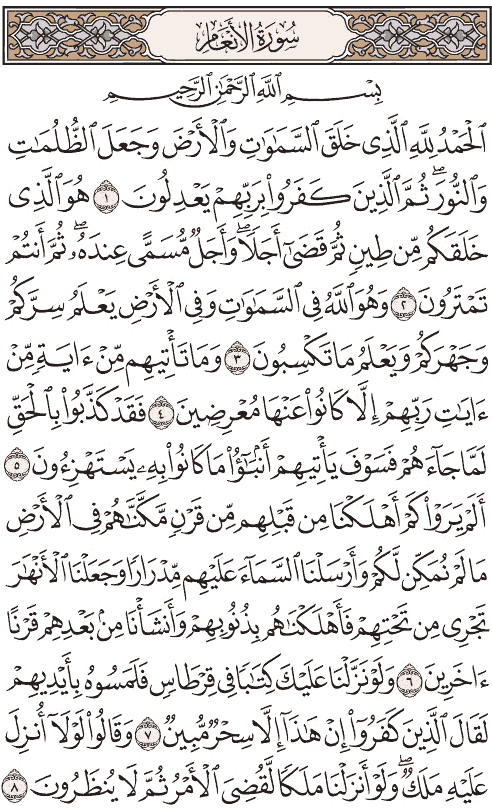 سُورَةُ الأَنْعَام
بِسْمِ ٱللَّهِ ٱلرَّحْمَٰنِ ٱلرَّحِيمِ
ٱلْحَمْدُ لِلَّهِ ٱلَّذِى خَلَقَ ٱلسَّمَٰوَٰتِ وَٱلْأَرْضَ وَجَعَلَ ٱلظُّلُمَٰتِ
وَٱلنُّورَۖ ثُمَّ ٱلَّذِينَ كَفَرُوا۟ بِرَبِّهِمْ يَعْدِلُونَ ١ هُوَ ٱلَّذِى
خَلَقَكُم مِّن طِينٍ ثُمَّ قَضَىٰٓ أَجَلًاۖ وَأَجَلٌ مُّسَمًّى عِندَهُۥۖ ثُمَّ أَنتُمْ
تَمْتَرُونَ ٢ وَهُوَ ٱللَّهُ فِى ٱلسَّمَٰوَٰتِ وَفِى ٱلْأَرْضِ يَعْلَمُ سِرَّكُمْ
وَجَهْرَكُمْ وَيَعْلَمُ مَا تَكْسِبُونَ ٣ وَمَا تَأْتِيهِم مِّنْ ءَايَةٍ مِّنْ
ءَايَٰتِ رَبِّهِمْ إِلَّا كَانُوا۟ عَنْهَا مُعْرِضِينَ ٤ فَقَدْ كَذَّبُوا۟ بِٱلْحَقِّ
لَمَّا جَآءَهُمْ فَسَوْفَ يَأْتِيهِمْ أَنۢبَٰٓؤُا۟ مَا كَانُوا۟ بِهِۦ يَسْتَهْزِءُونَ ٥
أَلَمْ يَرَوْا۟ كَمْ أَهْلَكْنَا مِن قَبْلِهِم مِّن قَرْنٍ مَّكَّنَّٰهُمْ فِى ٱلْأَرْضِ
مَا لَمْ نُمَكِّن لَّكُمْ وَأَرْسَلْنَا ٱلسَّمَآءَ عَلَيْهِم مِّدْرَارًا وَجَعَلْنَا ٱلْأَنْهَٰرَ
تَجْرِى مِن تَحْتِهِمْ فَأَهْلَكْنَٰهُم بِذُنُوبِهِمْ وَأَنشَأْنَا مِنۢ بَعْدِهِمْ قَرْنًا
ءَاخَرِينَ ٦ وَلَوْ نَزَّلْنَا عَلَيْكَ كِتَٰبًا فِى قِرْطَاسٍ فَلَمَسُوهُ بِأَيْدِيهِمْ
لَقَالَ ٱلَّذِينَ كَفَرُوٓا۟ إِنْ هَٰذَآ إِلَّا سِحْرٌ مُّبِينٌ ٧ وَقَالُوا۟ لَوْلَآ أُنزِلَ
عَلَيْهِ مَلَكٌۖ وَلَوْ أَنزَلْنَا مَلَكًا لَّقُضِىَ ٱلْأَمْرُ ثُمَّ لَا يُنظَرُونَ ٨